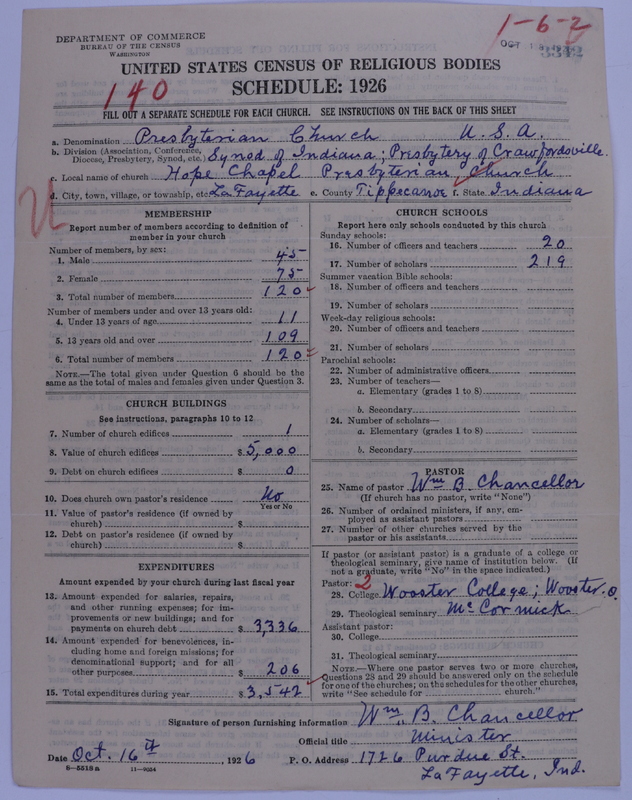 DEPARTMENT OF COMMERCE
BUREAU OF THE CENSUS
WASHINGTON
1-6-2
OCT 18
3342
UNITED STATES CENSUS OF RELIGIOUS BODIES
SCHEDULE: 1926
140
FILL OUT A SEPARATE SCHEDULE FOR EACH CHURCH. SEE INSTRUCTIONS ON THE BACK OF THIS SHEET
a. Denomination Presbyterian Church U.S.A.
b. Division (Association, Conference, Diocese, Presbytery, Synod, etc.) Synod of Indiana; Presbytery of Crawfordsville.
c. Local name of church Hope Chapel Presbyterian, Church
d. City, town, village, or township, etc. LaFayette e. County Tippecanoe f. State Indiana
U
MEMBERSHIP
Report number of members according to definition of
member in your church
Number of members, by sex:
1. Male 45
2. Female 75
3. Total number of members 120
Number of members under and over 13 years old:
4. Under 13 years of age 11
5. 13 years old and over 109
6. Total number of members 120
NOTE.—The total given under Question 6 should be the
same as the total of males and females given under Question 3.
CHURCH BUILDINGS
See instructions, paragraphs 10 to 12
7. Number of church edifices 1
8. Value of church edifices $ 5,000
9. Debt on church edifices $ 0
10. Does church own pastor's residence No
Yes or No
11. Value of pastor's residence (if owned by
church) $
12. Debt on pastor's residence (if owned by
church) $
EXPENDITURES
Amount expended by your church during last fiscal year
13. Amount expended for salaries, repairs,
and other running expenses; for im-
provements or new buildings; and for
payments on church debt $ 3,336
14. Amount expended for benevolences, in-
cluding home and foreign missions; for
denominational support; and for all
other purposes $ 206
15. Total expenditures during year $ 3,542
CHURCH SCHOOLS
Report here only schools conducted by this church
Sunday schools:
16. Number of officers and teachers 20
17. Number of scholars 219
Summer vacation Bible schools:
18. Number of officers and teachers
19. Number of scholars
Week-day religious schools:
20. Number of officers and teachers
21. Number of scholars
Parochial schools:
22. Number of administrative officers
23. Number of teachers—
a. Elementary (grades 1 to 8)
b. Secondary
24. Number of scholars—
a. Elementary (grades 1 to 8)
b. Secondary
PASTOR
25. Name of pastor Wm B. Chancellor
(If church has no pastor, write "None")
26. Number of ordained ministers, if any, em-
ployed as assistant pastors
27. Number of other churches served by the
pastor or his assistants
If pastor (or assistant pastor) is a graduate of a college or
theological seminary, give name of institution below. (If
not a graduate, write "No" in the space indicated.)
Pastor: 2
28. College Wooster College; Wooster. O.
29. Theological seminary McCormick
Assistant pastor:
30. College
31. Theological seminary
NOTE.—Where one pastor serves two or more churches,
Questions 28 and 29 should be answered only on the schedule
for one of the churches; on the schedules for the other churches,
write "See schedule for church."
Signature of person furnishing information Wm. B. Chancellor
Official title Minister
Date Oct. 16th, 1926 P. O. Address 1726 Purdue St.
8-5518a 11-9054 LaFayette, Ind.